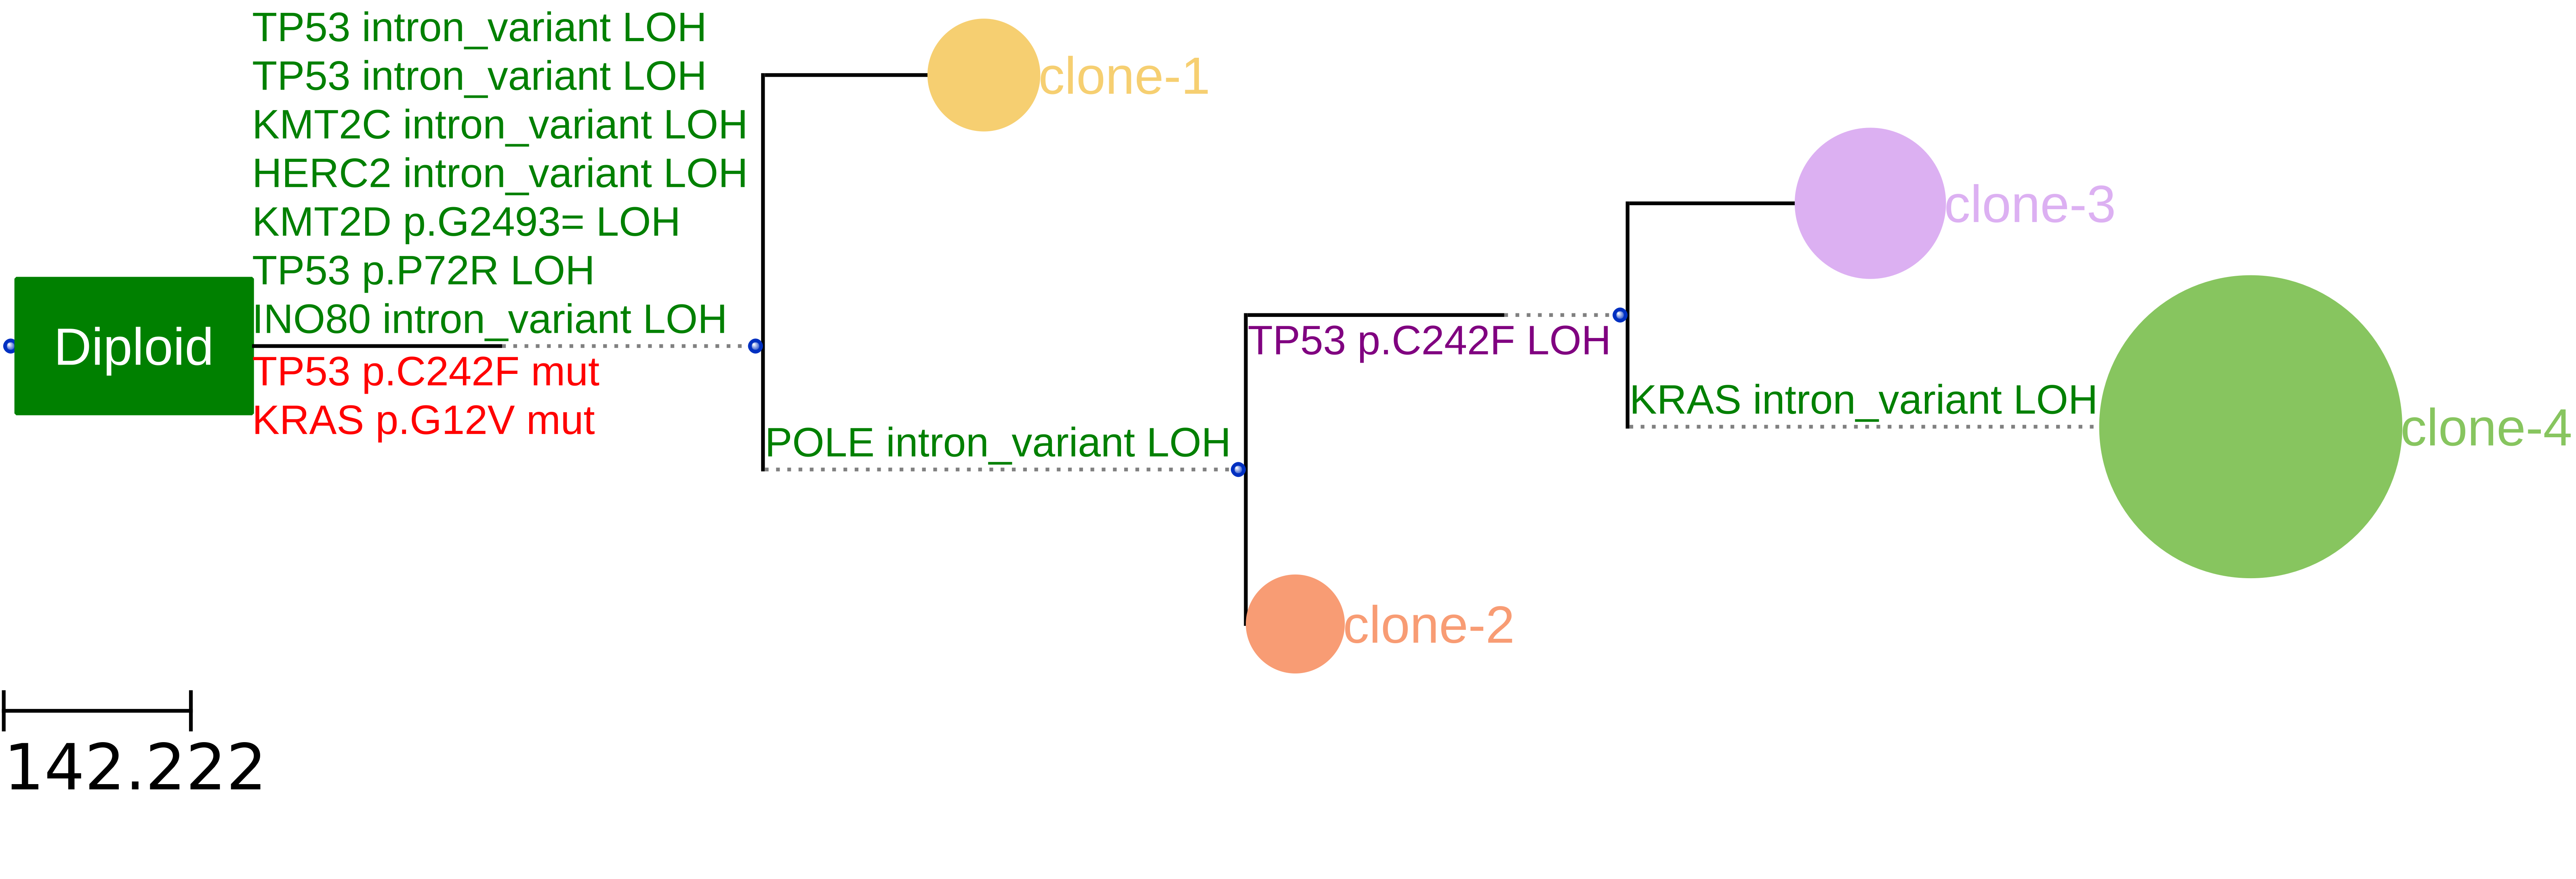 TP53 intron_variant LOH
TP53 intron_variant LOH
KMT2C intron_variant LOH
HERC2 intron_variant LOH
KMT2D p.G2493= LOH
TP53 p.P72R LOH
INO80 intron_variant LOH
Diploid
TP53 p.C242F mut
KRAS p.G12V mut
clone-1
POLE intron_variant LOH
TP53 p.C242F LOH
clone-3
KRAS intron_variant LOH
clone-4
clone-2
142.222